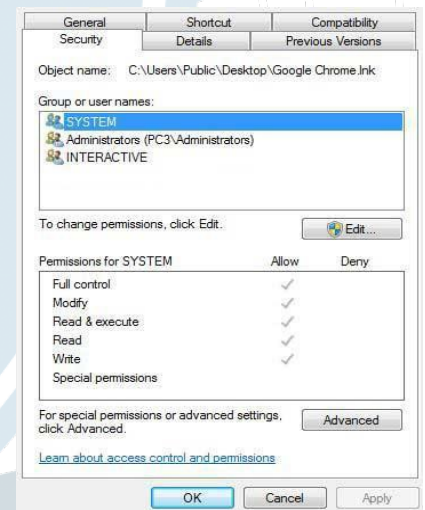 General Shortcut Compatibility
Security Details Previous Versions
Object name: C:\Users\Public\Desktop\Google Chrome.lnk
Group or user names:
SYSTEM
Administrators (PC3\Administrators)
INTERACTIVE
To change permissions, click Edit.
Edit...
Permissions for SYSTEM Allow Deny
Full control
Modify
Read & execute
Read
Write
Special permissions
For special permissions or advanced settings,
click Advanced.
Advanced
Learn about access control and permissions
OK Cancel Apply